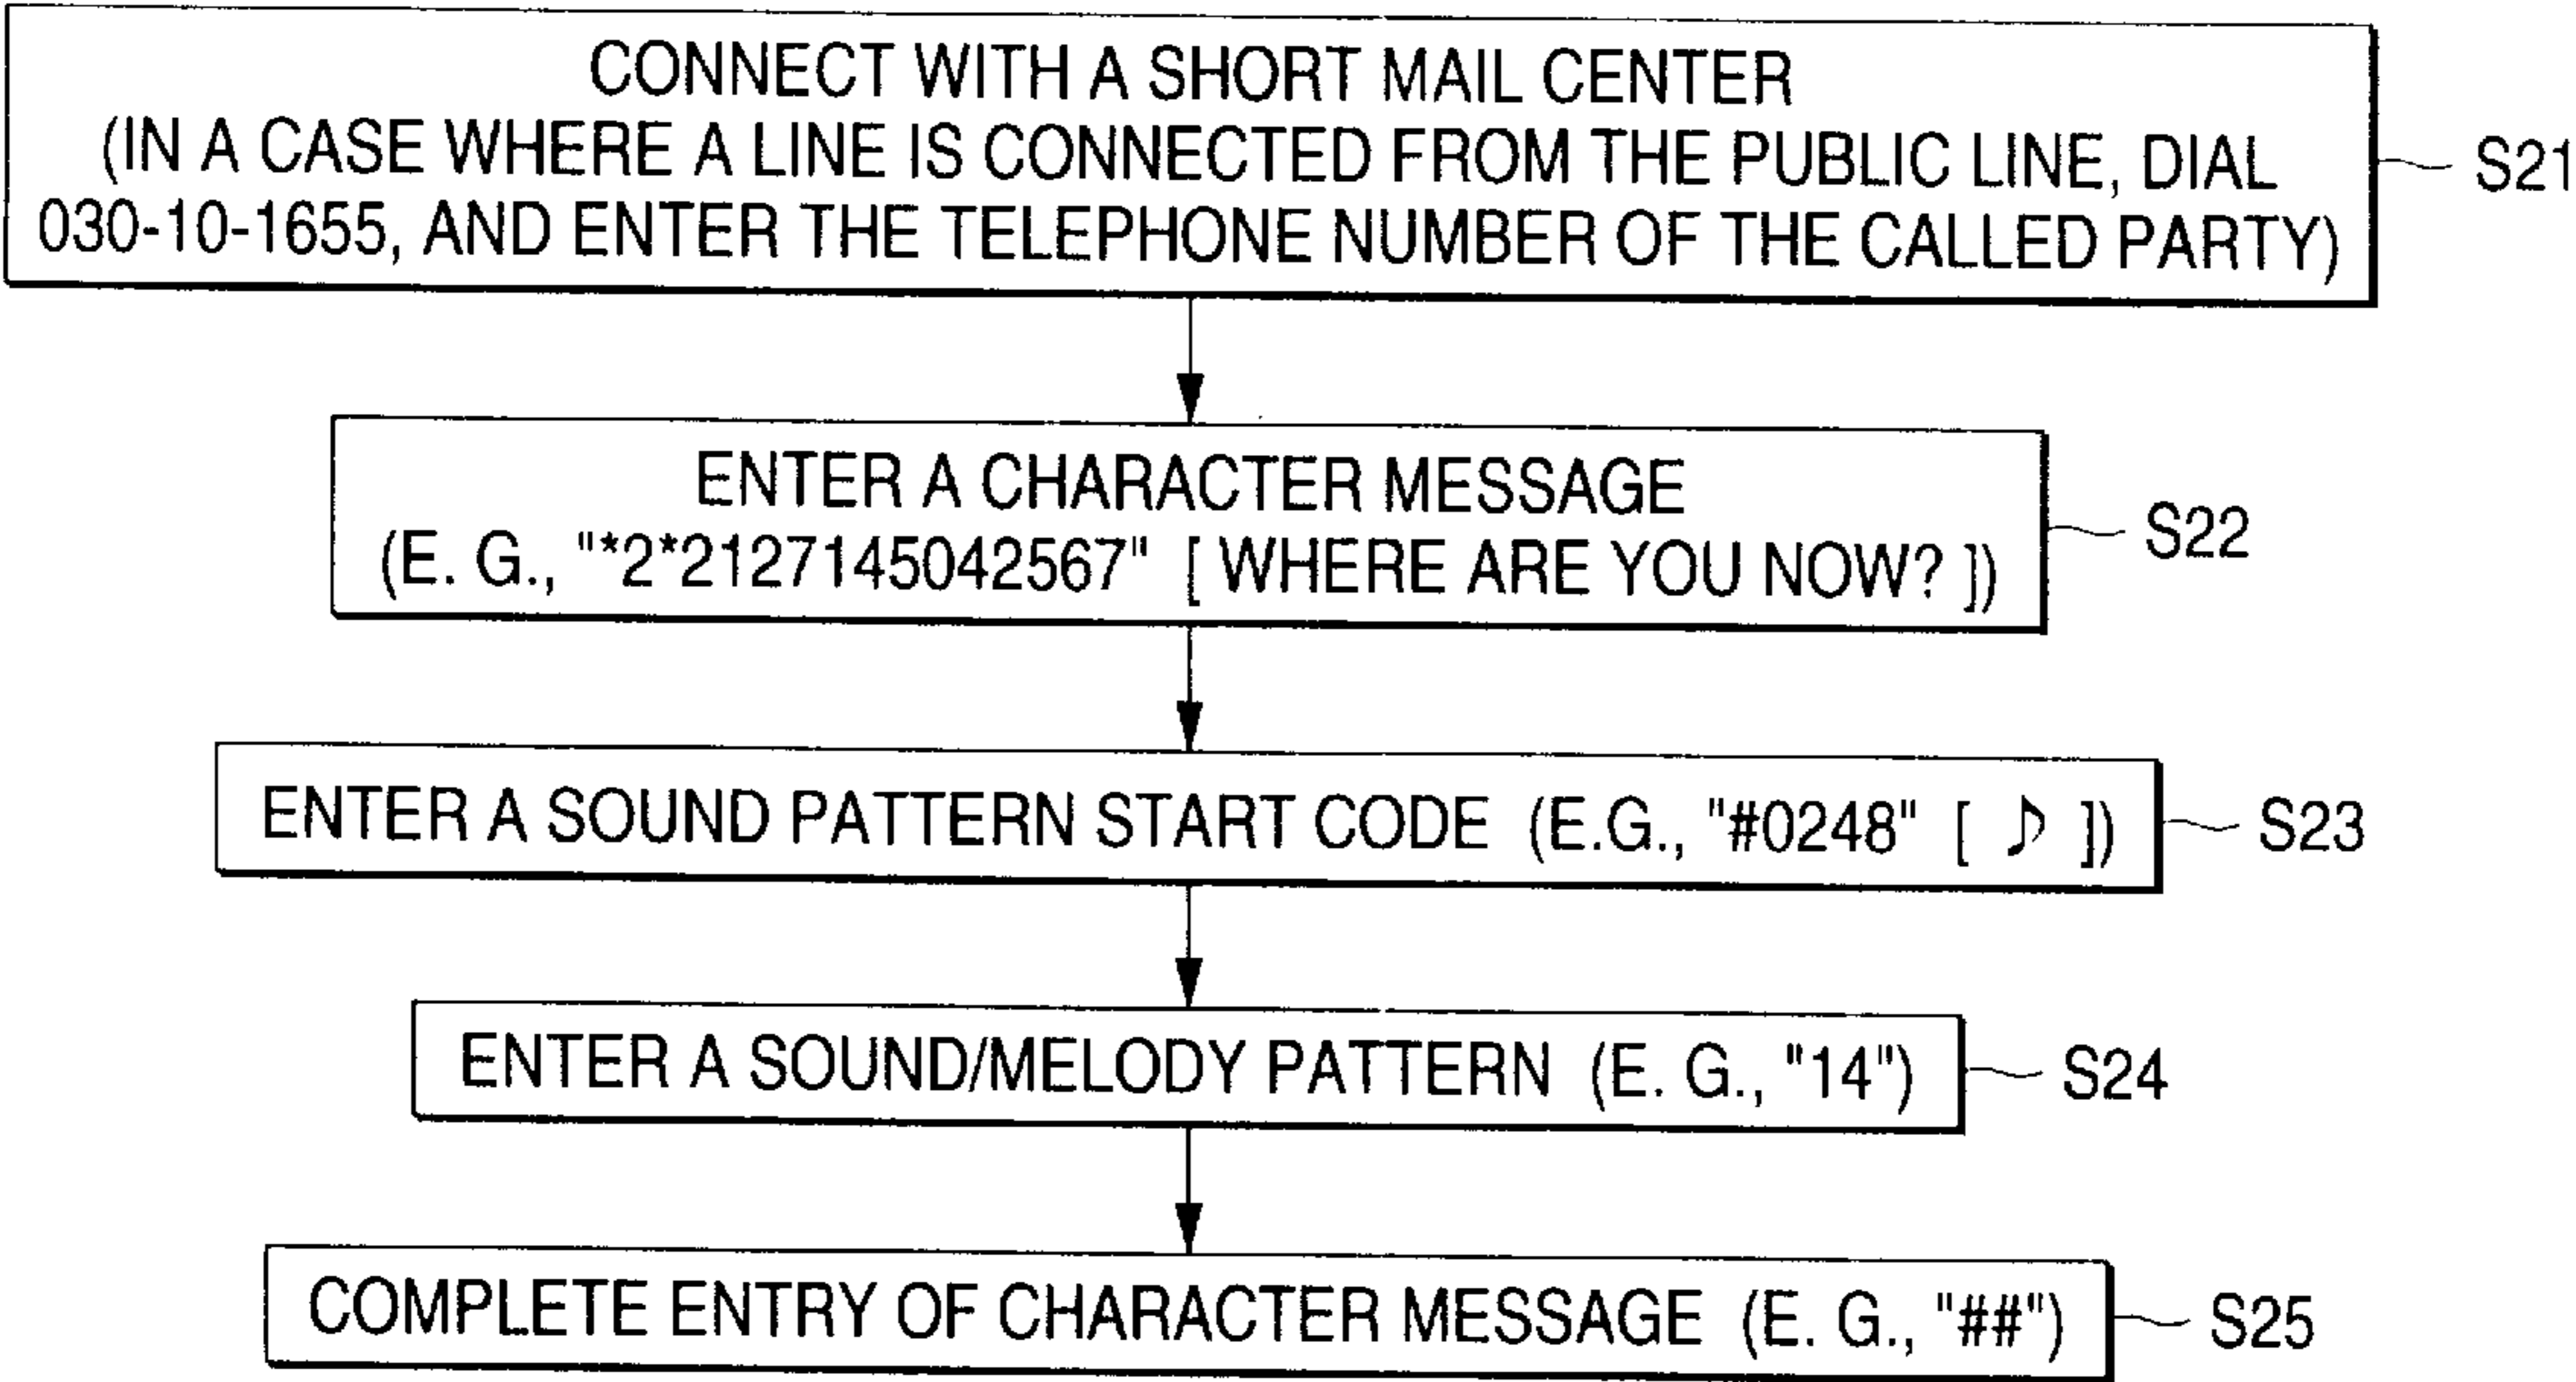 CONNECT WITH A SHORT MAIL CENTER
(IN A CASE WHERE A LINE IS CONNECTED FROM THE PUBLIC LINE, DIAL
030-10-1655, AND ENTER THE TELEPHONE NUMBER OF THE CALLED PARTY)
S21
ENTER A CHARACTER MESSAGE
(E. G., "*2*2127145042567" [ WHERE ARE YOU NOW? ])
S22
ENTER A SOUND PATTERN START CODE (E.G., "#0248" [ ♪ ])
S23
ENTER A SOUND/MELODY PATTERN (E. G., "14")
S24
COMPLETE ENTRY OF CHARACTER MESSAGE (E. G., "##")
S25